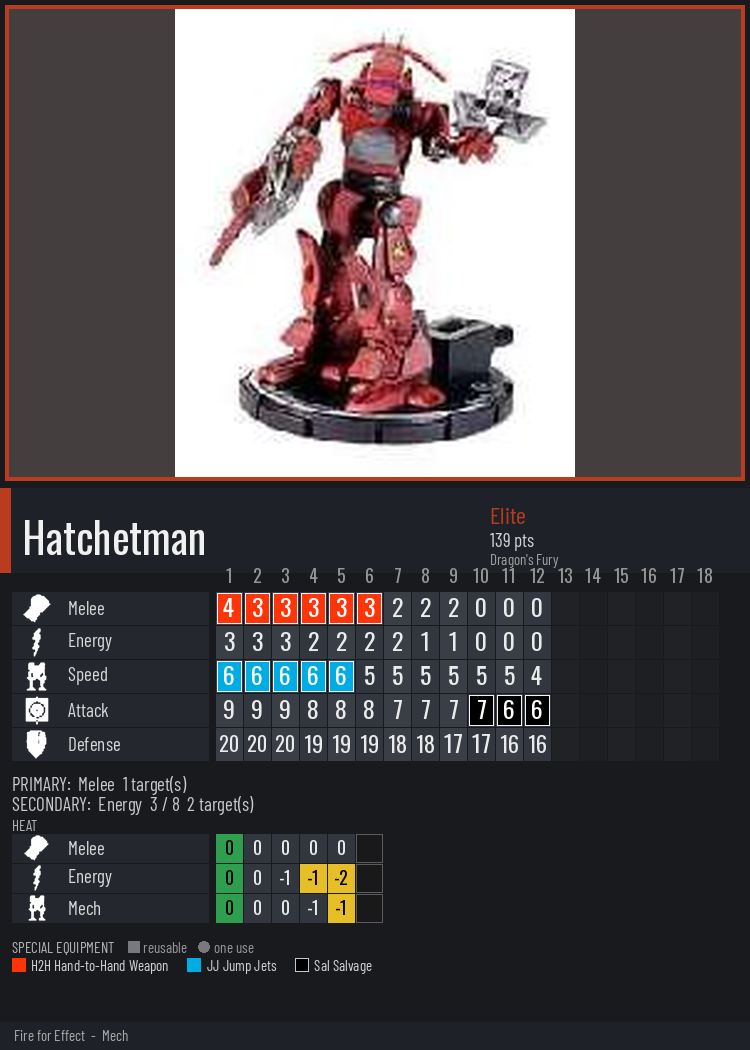 Hatchetman
Elite
139 pts
Dragon's Fury
1 2 3 4 5 6 7 8 9 10 11 12 13 14 15 16 17 18
Melee 4 3 3 3 3 3 2 2 2 0 0 0
Energy 3 3 3 2 2 2 2 1 1 0 0 0
Speed 6 6 6 6 6 5 5 5 5 5 5 4
Attack 9 9 9 8 8 8 7 7 7 7 6 6
Defense 20 20 20 19 19 19 18 18 17 17 16 16
PRIMARY: Melee 1 target(s)
SECONDARY: Energy 3 / 8 2 target(s)
HEAT
Melee 0 0 0 0 0
Energy 0 0 -1 -1 -2
Mech 0 0 0 -1 -1
SPECIAL EQUIPMENT reusable one use
H2H Hand-to-Hand Weapon JJ Jump Jets Sal Salvage
Fire for Effect - Mech